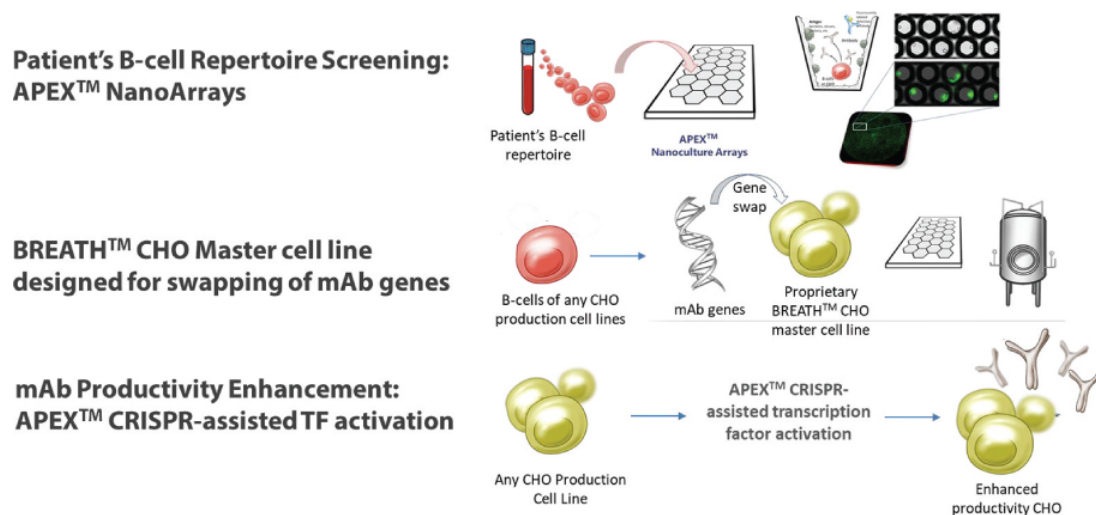 Patient's B-cell Repertoire Screening:
APEX™ NanoArrays
Patient's B-cell
repertoire
APEX™
Nanoculture Arrays
Antigen
Antibody
BREATH™ CHO Master cell line
designed for swapping of mAb genes
B-cells of any CHO
production cell lines
Gene
swap
mAb genes
Proprietary
BREATH™ CHO
master cell line
mAb Productivity Enhancement:
APEX™ CRISPR-assisted TF activation
Any CHO Production
Cell Line
APEX™ CRISPR-
assisted transcription
factor activation
Enhanced
productivity CHO